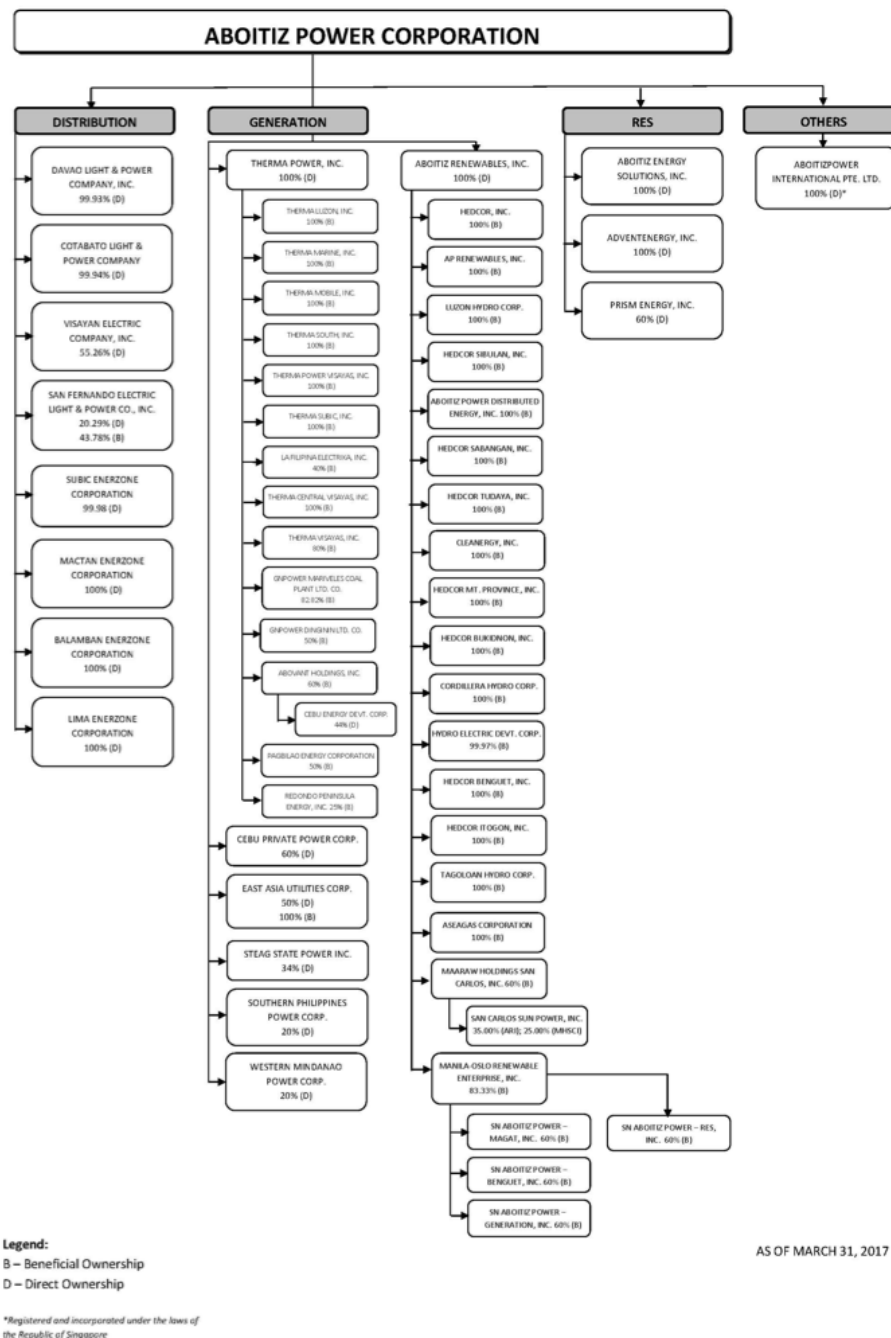 ABOITIZ POWER CORPORATION
DISTRIBUTION
DAVAO LIGHT & POWER
COMPANY, INC.
99.93% (D)
COTABATO LIGHT &
POWER COMPANY
99.94% (D)
VISAYAN ELECTRIC
COMPANY, INC.
55.26% (D)
SAN FERNANDO ELECTRIC
LIGHT & POWER CO., INC.
20.29% (D)
43.78% (B)
SUBIC ENERZONE
CORPORATION
99.98 (D)
MACTAN ENERZONE
CORPORATION
100% (D)
BALAMBAN ENERZONE
CORPORATION
100% (D)
LIMA ENERZONE
CORPORATION
100% (D)
GENERATION
THERMA POWER, INC.
100% (D)
THERMA LUZON, INC.
100% (B)
THERMA MARINE, INC.
100% (B)
THERMA MOBILE, INC.
100% (B)
THERMA SOUTH, INC.
100% (B)
THERMA POWER VISAYAS, INC.
100% (B)
THERMA SUBIC, INC.
100% (B)
LA FILIPINA ELECTRIKA, INC.
40% (B)
THERMA CENTRAL VISAYAS, INC.
100% (B)
THERMA VISAYAS, INC.
80% (B)
GNPOWER MARIVELES COAL
PLANT LTD. CO.
82.82% (B)
GNPOWER DINGININ LTD. CO.
50% (B)
ABOVANT HOLDINGS, INC.
60% (B)
CEBU ENERGY DEVT. CORP.
44% (D)
PAGBILAO ENERGY CORPORATION
50% (B)
REDONDO PENINSULA
ENERGY, INC. 25% (B)
CEBU PRIVATE POWER CORP.
60% (D)
EAST ASIA UTILITIES CORP.
50% (D)
100% (B)
STEAG STATE POWER INC.
34% (D)
SOUTHERN PHILIPPINES
POWER CORP.
20% (D)
WESTERN MINDANAO
POWER CORP.
20% (D)
ABOITIZ RENEWABLES, INC.
100% (D)
HEDCOR, INC.
100% (B)
AP RENEWABLES, INC.
100% (B)
LUZON HYDRO CORP.
100% (B)
HEDCOR SIBULAN, INC.
100% (B)
ABOITIZ POWER DISTRIBUTED
ENERGY, INC. 100% (B)
HEDCOR SABANGAN, INC.
100% (B)
HEDCOR TUDAYA, INC.
100% (B)
CLEANERGY, INC.
100% (B)
HEDCOR MT. PROVINCE, INC.
100% (B)
HEDCOR BUKIDNON, INC.
100% (B)
CORDILLERA HYDRO CORP.
100% (B)
HYDRO ELECTRIC DEVT. CORP.
99.97% (B)
HEDCOR BENGUET, INC.
100% (B)
HEDCOR ITOGON, INC.
100% (B)
TAGOLOAN HYDRO CORP.
100% (B)
ASEAGAS CORPORATION
100% (B)
MAARAW HOLDINGS SAN
CARLOS, INC. 60% (B)
SAN CARLOS SUN POWER, INC.
35.00% (ARI); 25.00% (MHSCI)
MANILA-OSLO RENEWABLE
ENTERPRISE, INC.
83.33% (B)
SN ABOITIZ POWER –
MAGAT, INC. 60% (B)
SN ABOITIZ POWER –
BENGUET, INC. 60% (B)
SN ABOITIZ POWER –
GENERATION, INC. 60% (B)
SN ABOITIZ POWER – RES,
INC. 60% (B)
RES
ABOITIZ ENERGY
SOLUTIONS, INC.
100% (D)
ADVENTENERGY, INC.
100% (D)
PRISM ENERGY, INC.
60% (D)
OTHERS
ABOITIZPOWER
INTERNATIONAL PTE. LTD.
100% (D)*
Legend:
B – Beneficial Ownership
D – Direct Ownership
*Registered and incorporated under the laws of
the Republic of Singapore
AS OF MARCH 31, 2017